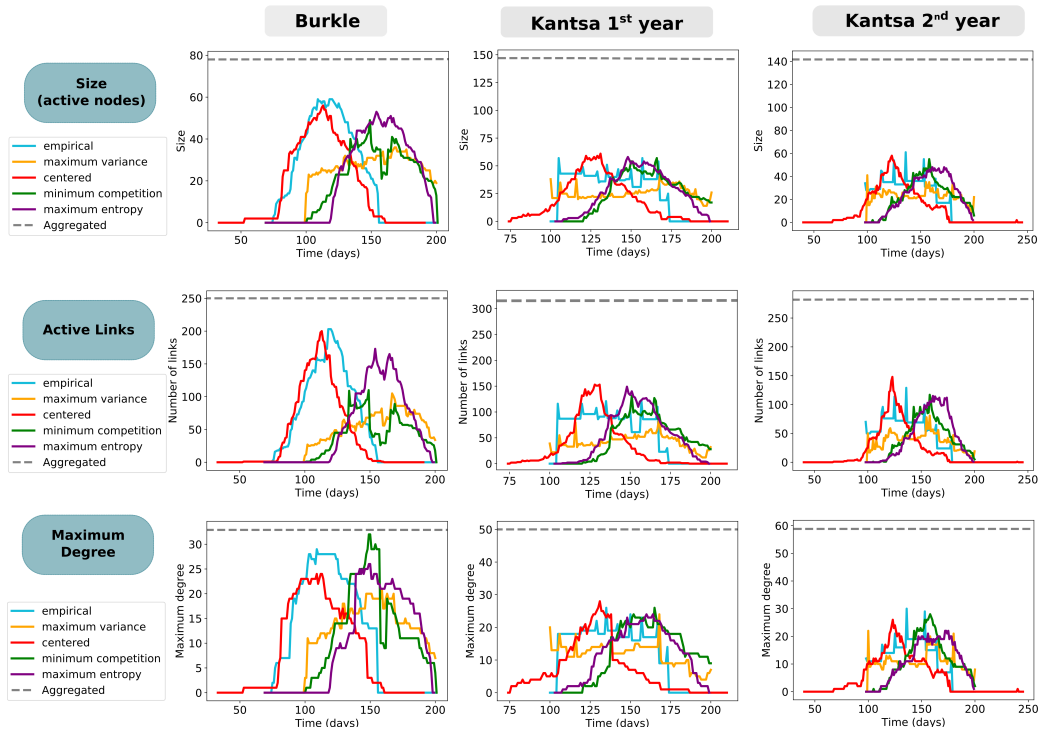 Burkle
Kantsa 1st year
Kantsa 2nd year
Size
(active nodes)
empirical
maximum variance
centered
minimum competition
maximum entropy
Aggregated
Size
80
60
40
20
0
50
100
150
200
Time (days)
Size
150
125
100
75
50
25
0
75
100
125
150
175
200
Time (days)
Size
140
120
100
80
60
40
20
0
50
100
150
200
250
Time (days)
Active Links
empirical
maximum variance
centered
minimum competition
maximum entropy
Aggregated
Number of links
250
200
150
100
50
0
50
100
150
200
Time (days)
Number of links
300
250
200
150
100
50
0
75
100
125
150
175
200
Time (days)
Number of links
250
200
150
100
50
0
50
100
150
200
250
Time (days)
Maximum
Degree
empirical
maximum variance
centered
minimum competition
maximum entropy
Aggregated
Maximum degree
30
25
20
15
10
5
0
50
100
150
200
Time (days)
Maximum degree
50
40
30
20
10
0
75
100
125
150
175
200
Time (days)
Maximum degree
60
50
40
30
20
10
0
50
100
150
200
250
Time (days)